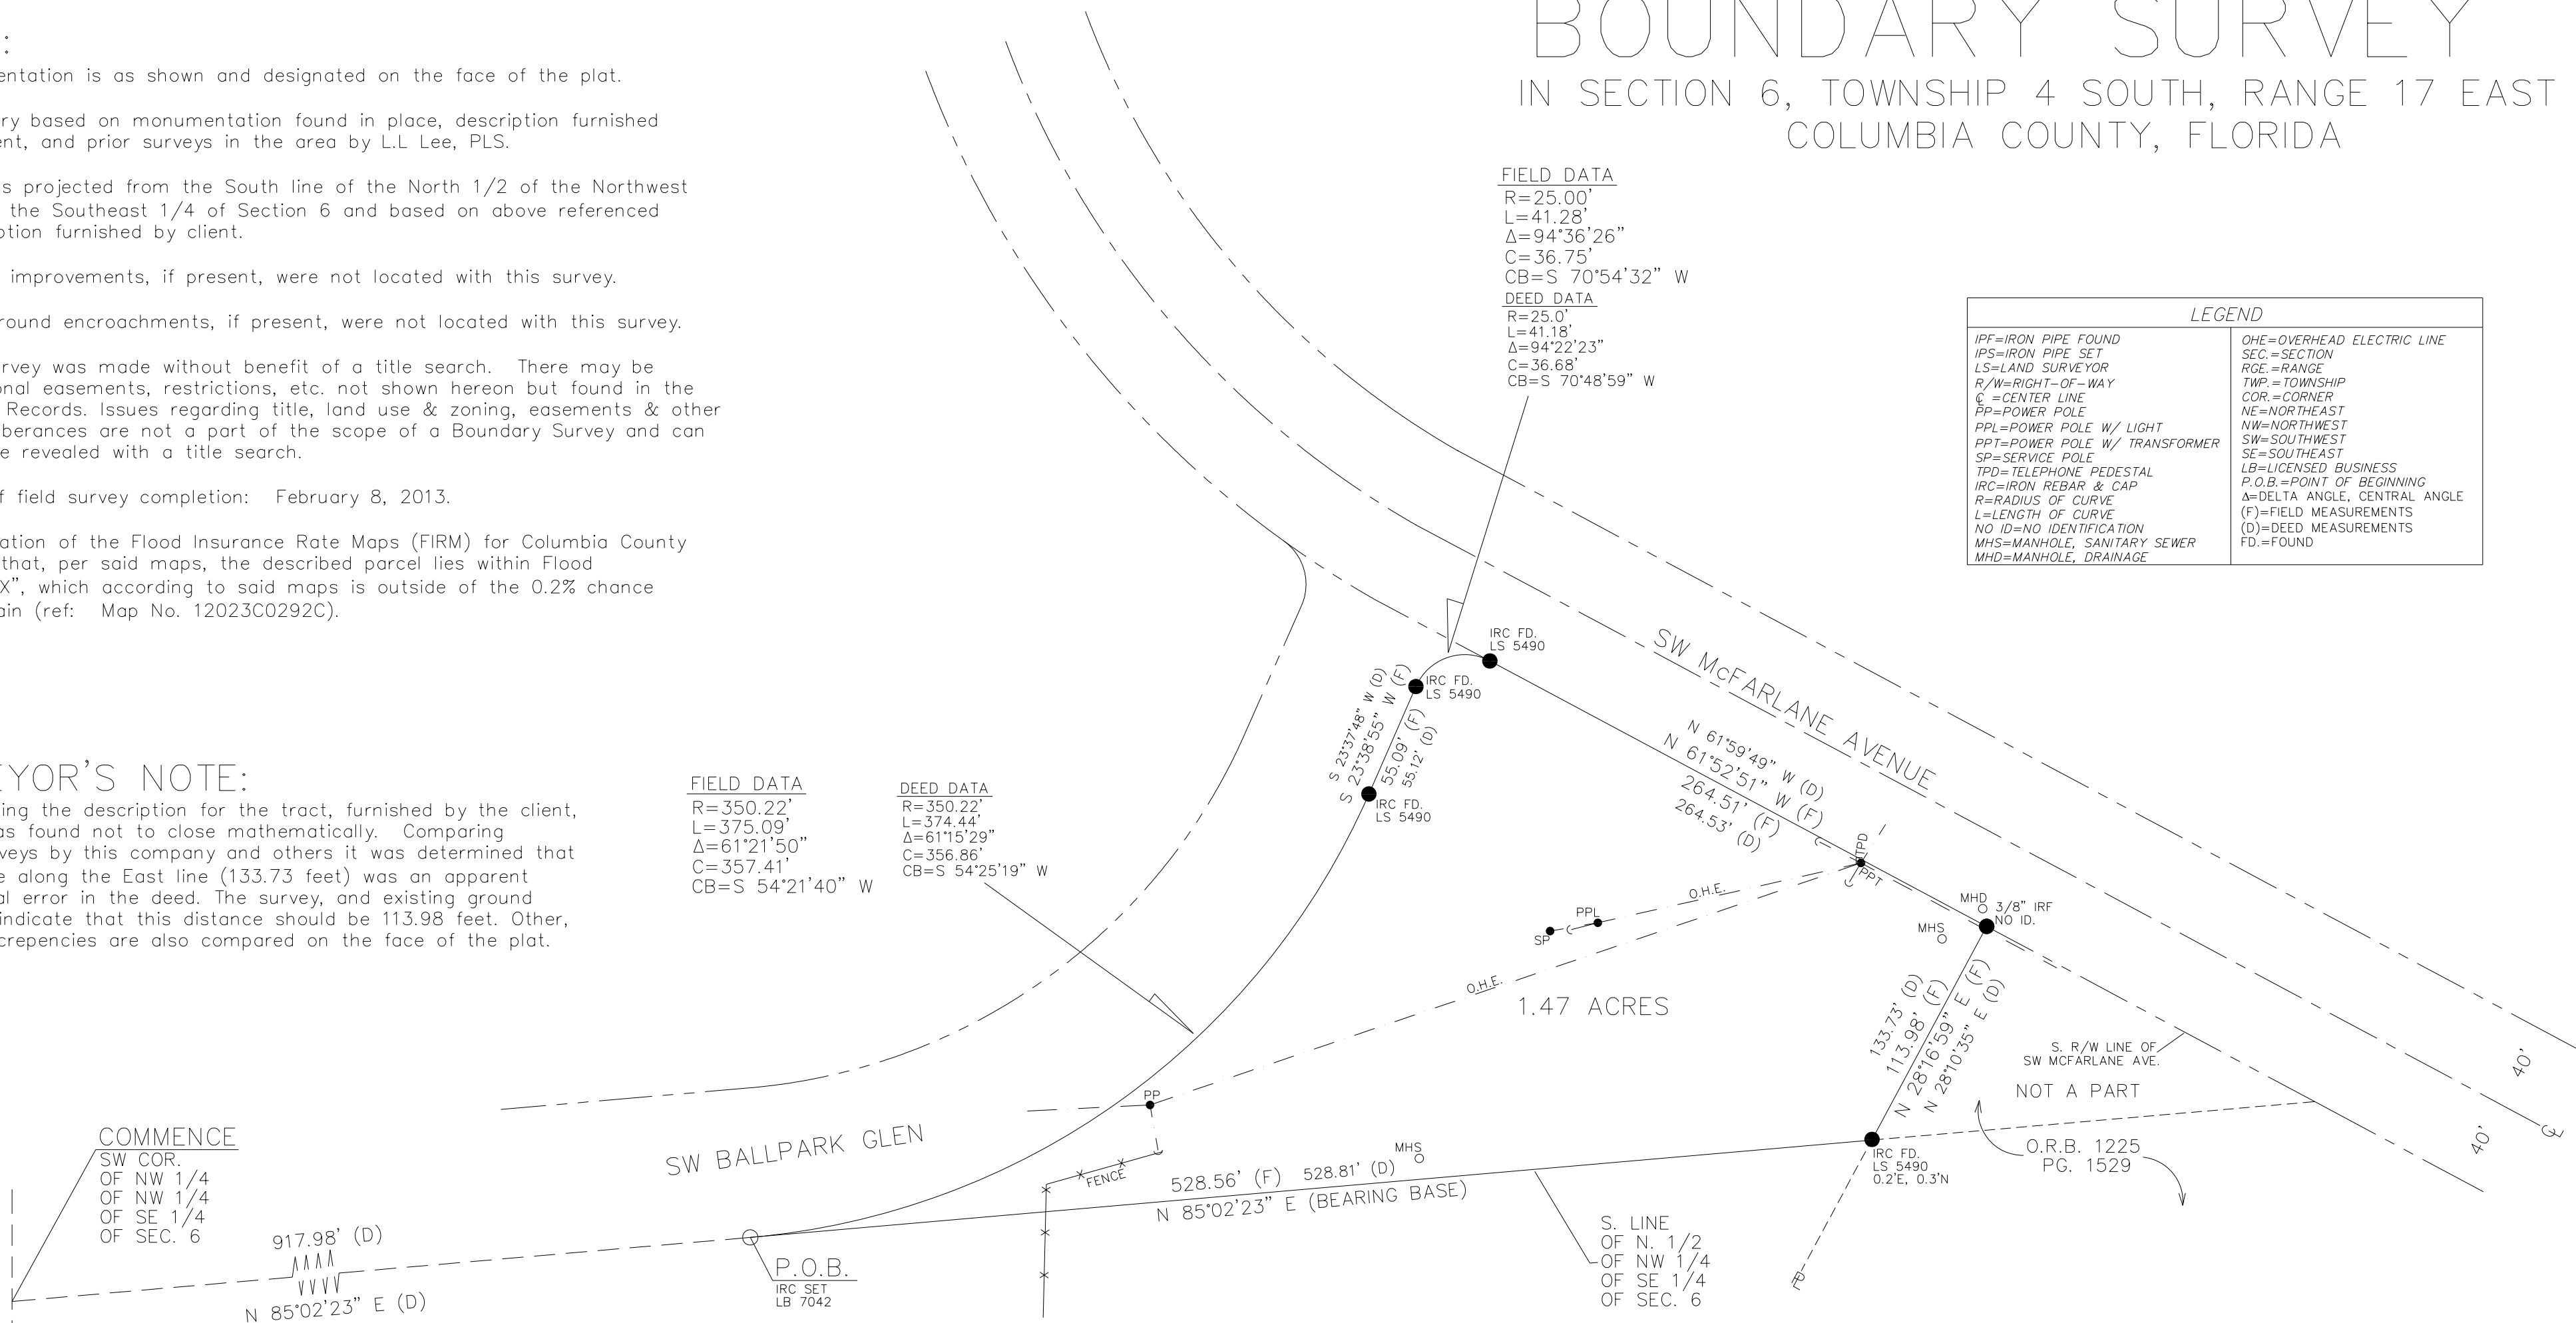 BOUNDARY SURVEY
IN SECTION 6, TOWNSHIP 4 SOUTH, RANGE 17 EAST
COLUMBIA COUNTY, FLORIDA
:
entation is as shown and designated on the face of the plat.
ry based on monumentation found in place, description furnished
ent, and prior surveys in the area by L.L Lee, PLS.
s projected from the South line of the North 1/2 of the Northwest
the Southeast 1/4 of Section 6 and based on above referenced
ption furnished by client.
improvements, if present, were not located with this survey.
round encroachments, if present, were not located with this survey.
urvey was made without benefit of a title search. There may be
onal easements, restrictions, etc. not shown hereon but found in the
Records. Issues regarding title, land use & zoning, easements & other
berances are not a part of the scope of a Boundary Survey and can
e revealed with a title search.
f field survey completion: February 8, 2013.
ation of the Flood Insurance Rate Maps (FIRM) for Columbia County
that, per said maps, the described parcel lies within Flood
X", which according to said maps is outside of the 0.2% chance
ain (ref: Map No. 12023C0292C).
EYOR'S NOTE:
ing the description for the tract, furnished by the client,
as found not to close mathematically. Comparing
veys by this company and others it was determined that
e along the East line (133.73 feet) was an apparent
al error in the deed. The survey, and existing ground
indicate that this distance should be 113.98 feet. Other,
crepencies are also compared on the face of the plat.
FIELD DATA
R=25.00'
L=41.28'
Δ=94°36'26"
C=36.75'
CB=S 70°54'32" W
DEED DATA
R=25.0'
L=41.18'
Δ=94°22'23"
C=36.68'
CB=S 70°48'59" W
LEGEND
IPF=IRON PIPE FOUND
IPS=IRON PIPE SET
LS=LAND SURVEYOR
R/W=RIGHT-OF-WAY
℄ =CENTER LINE
PP=POWER POLE
PPL=POWER POLE W/ LIGHT
PPT=POWER POLE W/ TRANSFORMER
SP=SERVICE POLE
TPD=TELEPHONE PEDESTAL
IRC=IRON REBAR & CAP
R=RADIUS OF CURVE
L=LENGTH OF CURVE
NO ID=NO IDENTIFICATION
MHS=MANHOLE, SANITARY SEWER
MHD=MANHOLE, DRAINAGE
OHE=OVERHEAD ELECTRIC LINE
SEC.=SECTION
RGE.=RANGE
TWP.=TOWNSHIP
COR.=CORNER
NE=NORTHEAST
NW=NORTHWEST
SW=SOUTHWEST
SE=SOUTHEAST
LB=LICENSED BUSINESS
P.O.B.=POINT OF BEGINNING
Δ=DELTA ANGLE, CENTRAL ANGLE
(F)=FIELD MEASUREMENTS
(D)=DEED MEASUREMENTS
FD.=FOUND
IRC FD.
LS 5490
IRC FD.
LS 5490
S 23°37'48" W (D)
S 23°38'55" W (F)
55.09' (F)
55.12' (D)
IRC FD.
LS 5490
SW McFARLANE AVENUE
N 61°59'49" W (D)
N 61°52'51" W (F)
264.51' (F)
264.53' (D)
TPD
PPT
FIELD DATA
R=350.22'
L=375.09'
Δ=61°21'50"
C=357.41'
CB=S 54°21'40" W
DEED DATA
R=350.22'
L=374.44'
Δ=61°15'29"
C=356.86'
CB=S 54°25'19" W
O.H.E.
PPL
SP
MHD
3/8" IRF
NO ID.
MHS
O.H.E.
1.47 ACRES
133.73' (D)
113.98' (F)
N 28°16'59" E (F)
N 28°10'35" E (D)
S. R/W LINE OF
SW MCFARLANE AVE.
NOT A PART
40'
℄
40'
PP
SW BALLPARK GLEN
FENCE
MHS
528.56' (F) 528.81' (D)
N 85°02'23" E (BEARING BASE)
IRC FD.
LS 5490
0.2'E, 0.3'N
O.R.B. 1225
PG. 1529
COMMENCE
SW COR.
OF NW 1/4
OF NW 1/4
OF SE 1/4
OF SEC. 6
917.98' (D)
N 85°02'23" E (D)
P.O.B.
IRC SET
LB 7042
S. LINE
OF N. 1/2
OF NW 1/4
OF SE 1/4
OF SEC. 6